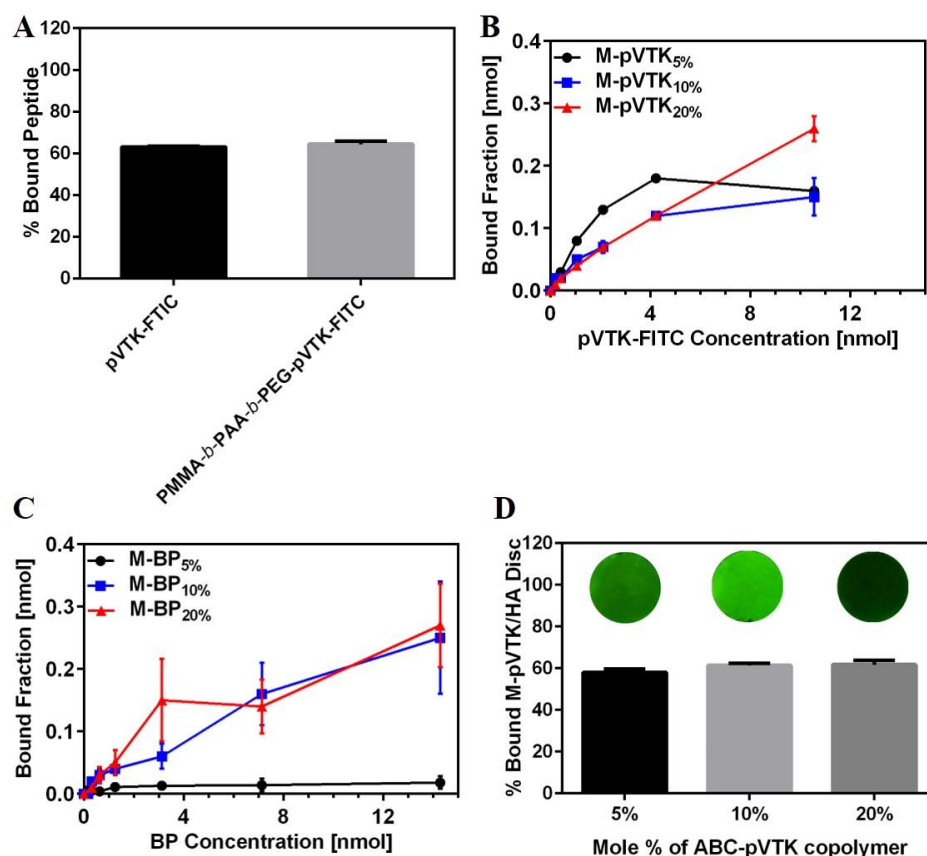 A
% Bound Peptide
120
100
80
60
40
20
0
pVTK-FTIC
PMMA-b-PAA-b-PEG-pVTK-FITC
B
Bound Fraction [nmol]
0.4
0.3
0.2
0.1
0.0
M-pVTK5%
M-pVTK10%
M-pVTK20%
0 4 8 12
pVTK-FITC Concentration [nmol]
C
Bound Fraction [nmol]
0.4
0.3
0.2
0.1
0.0
M-BP5%
M-BP10%
M-BP20%
0 4 8 12
BP Concentration [nmol]
D
% Bound M-pVTK/HA Disc
120
100
80
60
40
20
0
5% 10% 20%
Mole % of ABC-pVTK copolymer